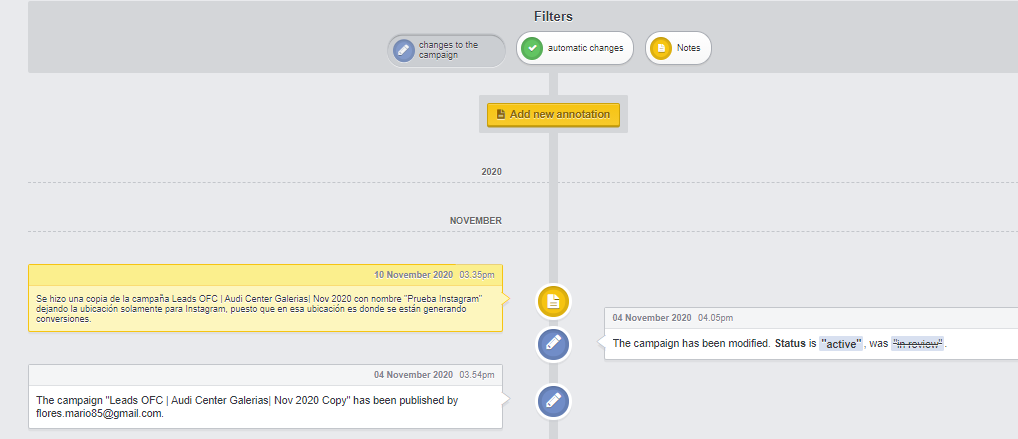 Filters
changes to the
campaign
automatic changes
Notes
Add new annotation
2020
NOVEMBER
10 November 2020 03.35pm
Se hizo una copia de la campaña Leads OFC | Audi Center Galerias| Nov 2020 con nombre "Prueba Instagram"
dejando la ubicación solamente para Instagram, puesto que en esa ubicación es donde se están generando
conversiones.
04 November 2020 04.05pm
The campaign has been modified. Status is "active", was "in review".
04 November 2020 03.54pm
The campaign "Leads OFC | Audi Center Galerias| Nov 2020 Copy" has been published by
flores.mario85@gmail.com.